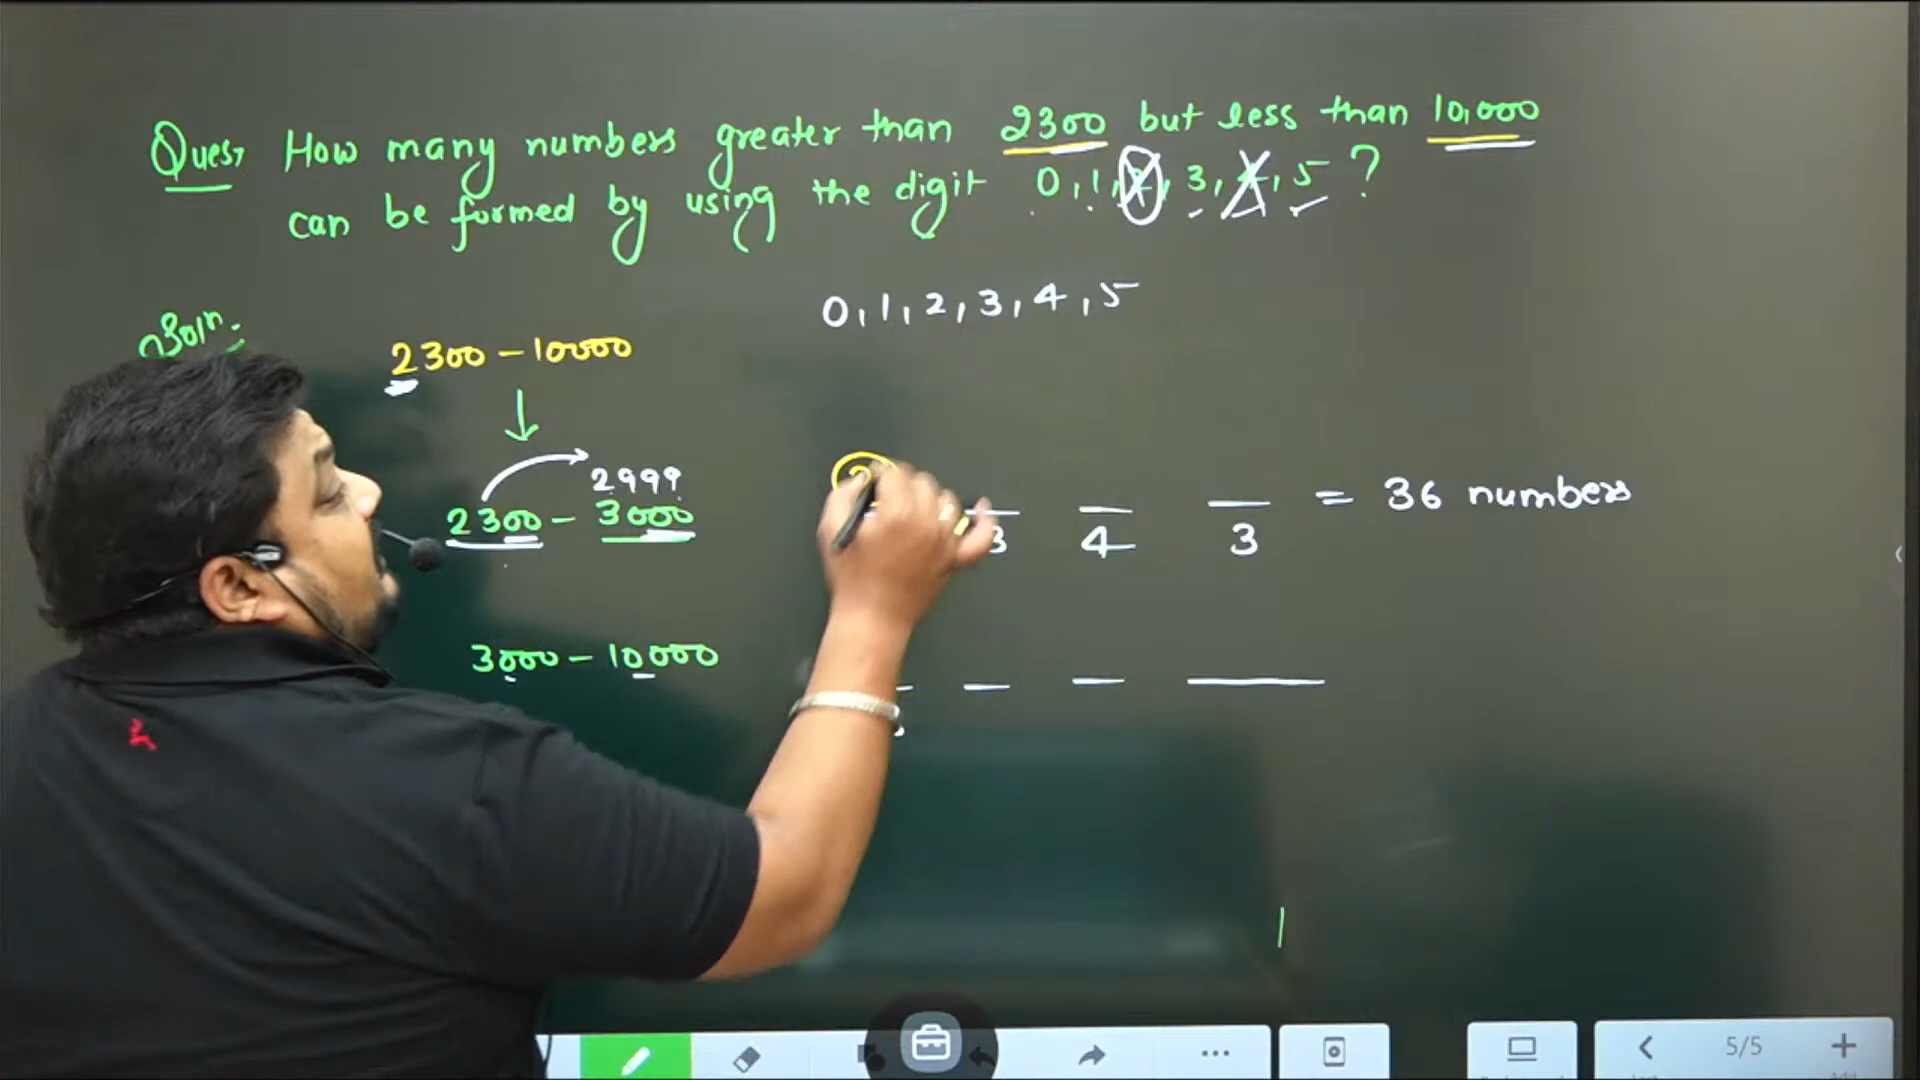 Ques, How many numbers greater than 2300 but less than 10,000
can be formed by using the digit 0,1,2,3,4,5?
Soln:
0,1,2,3,4,5
2300 - 10000
2999
2300 - 3000
= 36 numbers
3 4 3
3000 - 10000
5/5